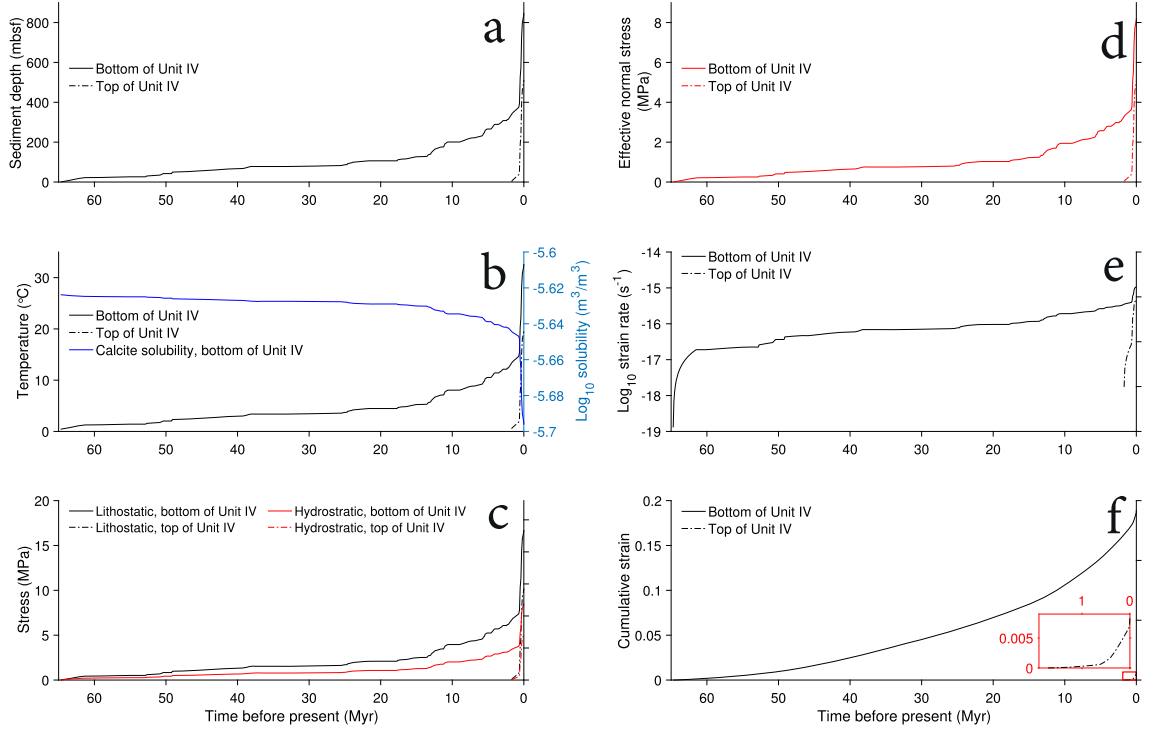 a
Sediment depth (mbsf)
800
600
400
200
0
Bottom of Unit IV
Top of Unit IV
60 50 40 30 20 10 0
d
Effective normal stress
(MPa)
8
6
4
2
0
Bottom of Unit IV
Top of Unit IV
60 50 40 30 20 10 0
b
Temperature (°C)
30
20
10
0
Bottom of Unit IV
Top of Unit IV
Calcite solubility, bottom of Unit IV
-5.6
-5.62
-5.64
-5.66
-5.68
-5.7
Log10 solubility (m3/m3)
60 50 40 30 20 10 0
e
Log10 strain rate (s-1)
-14
-15
-16
-17
-18
-19
Bottom of Unit IV
Top of Unit IV
60 50 40 30 20 10 0
c
Stress (MPa)
20
15
10
5
0
Lithostatic, bottom of Unit IV
Lithostatic, top of Unit IV
Hydrostratic, bottom of Unit IV
Hydrostratic, top of Unit IV
60 50 40 30 20 10 0
Time before present (Myr)
f
Cumulative strain
0.2
0.15
0.1
0.05
0
Bottom of Unit IV
Top of Unit IV
1 0
0.005
0
60 50 40 30 20 10 0
Time before present (Myr)